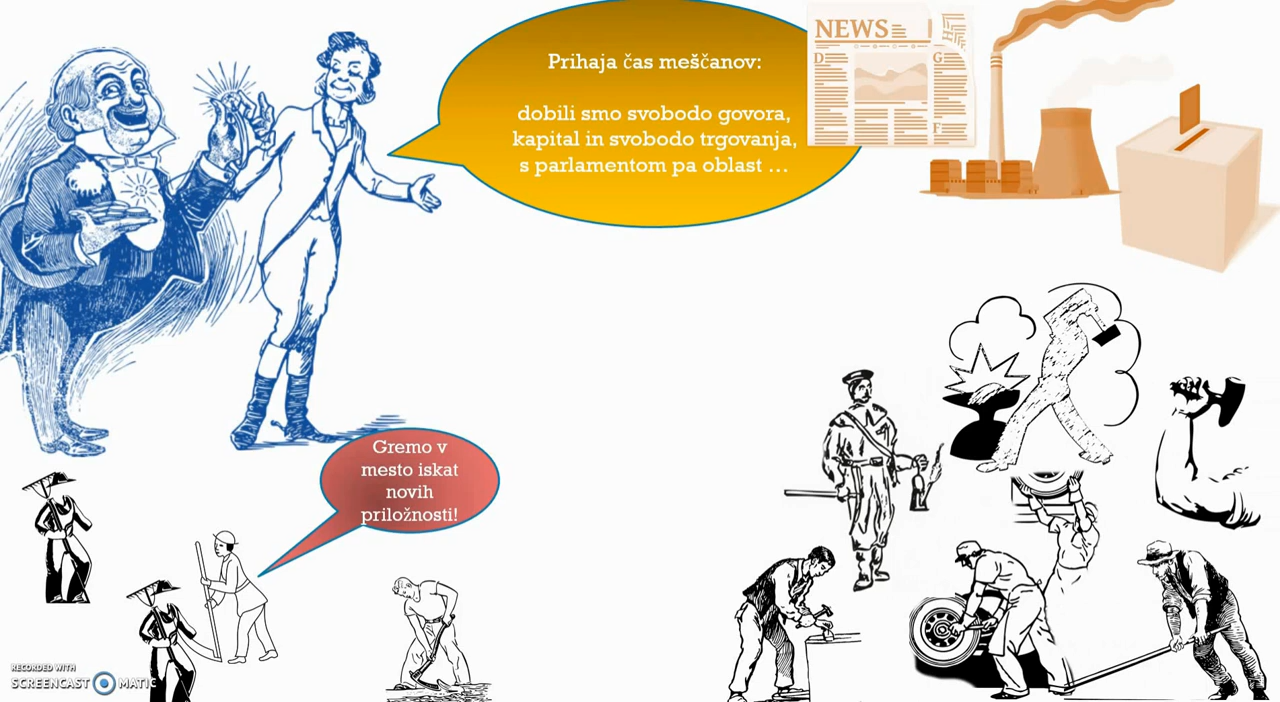 Prihaja čas meščanov:
dobili smo svobodo govora,
kapital in svobodo trgovanja,
s parlamentom pa oblast ...
NEWS
D
G
F
Gremo v
mesto iskat
novih
priložnosti!
RECORDED WITH
SCREENCAST MATIC